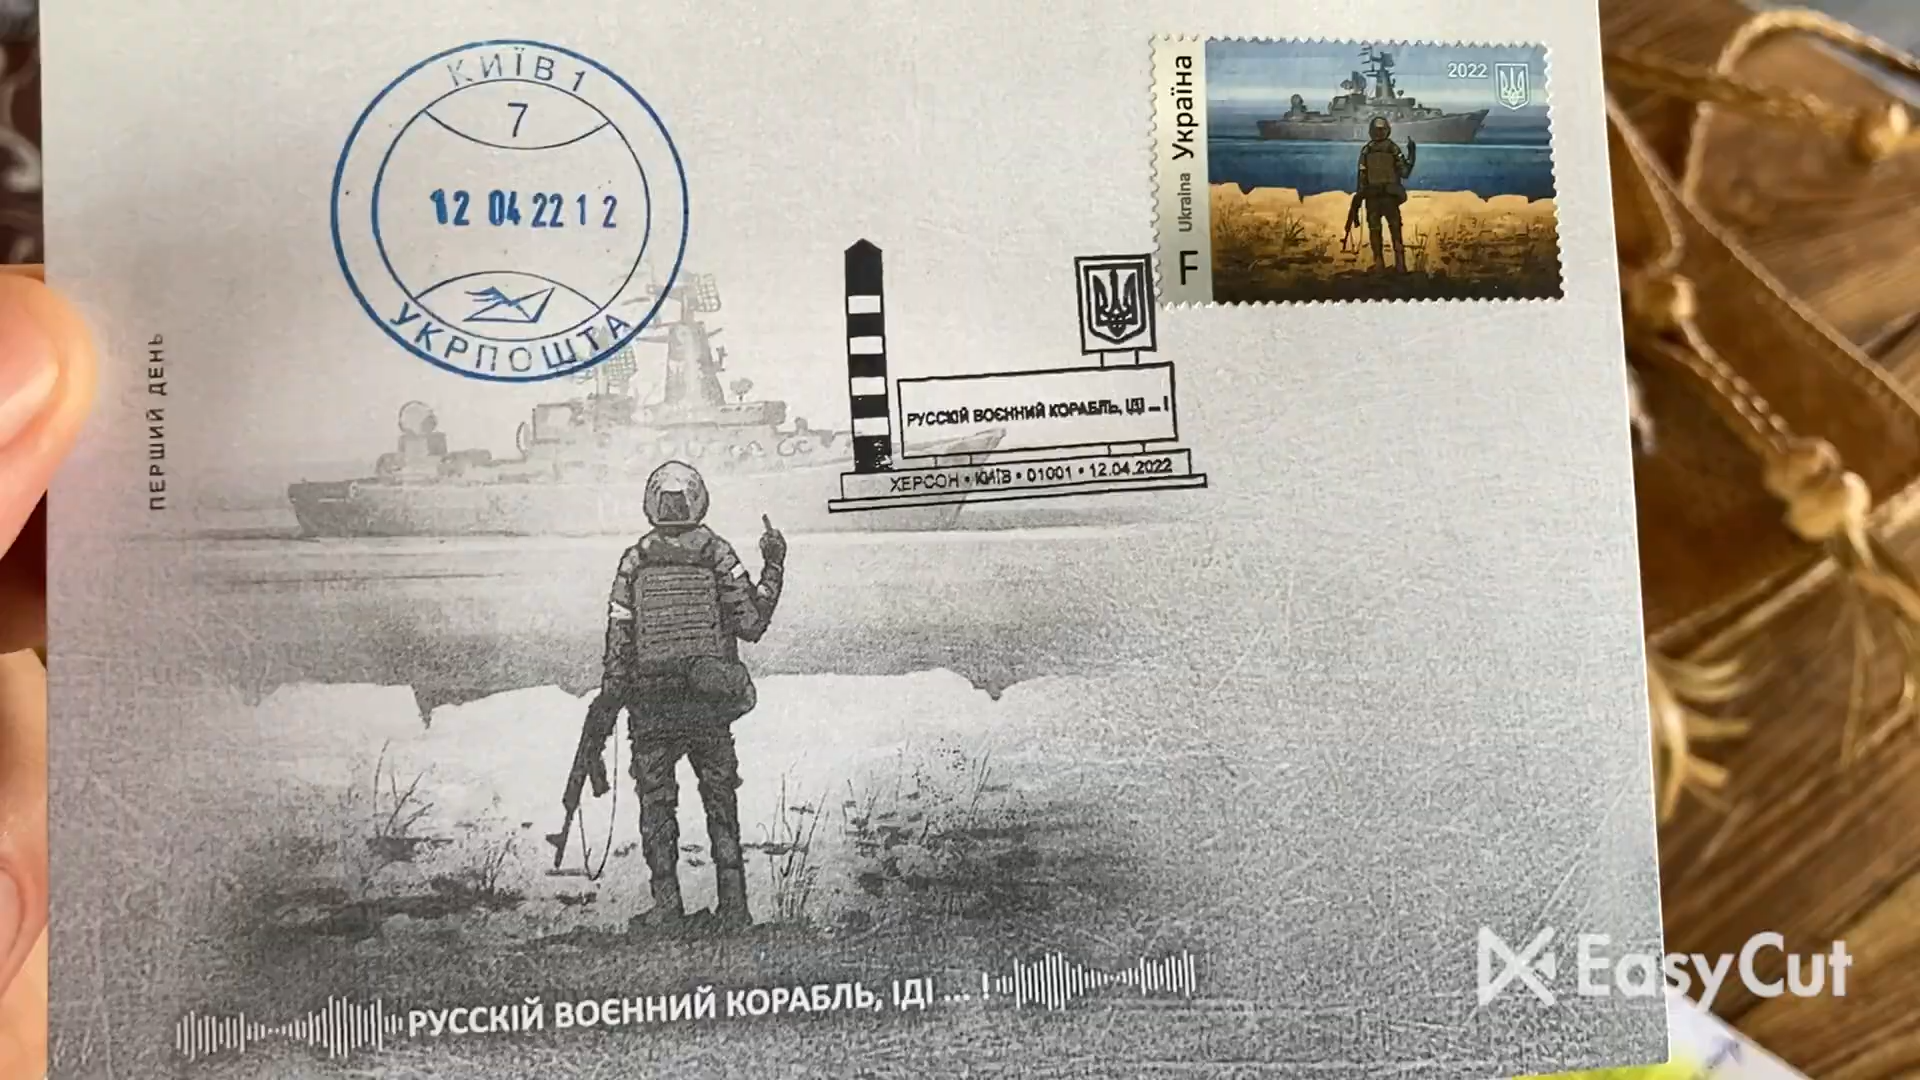 КИЇВ 1
7
12 04 22 1 2
УКРПОШТА
2022
Україна
Ukraina
F
РУССКІЙ ВОЄННИЙ КОРАБЛЬ, ІДІ ... !
ХЕРСОН • КИЇВ • 01001 • 12.04.2022
ПЕРШИЙ ДЕНЬ
РУССКІЙ ВОЄННИЙ КОРАБЛЬ, ІДІ ... !
EasyCut